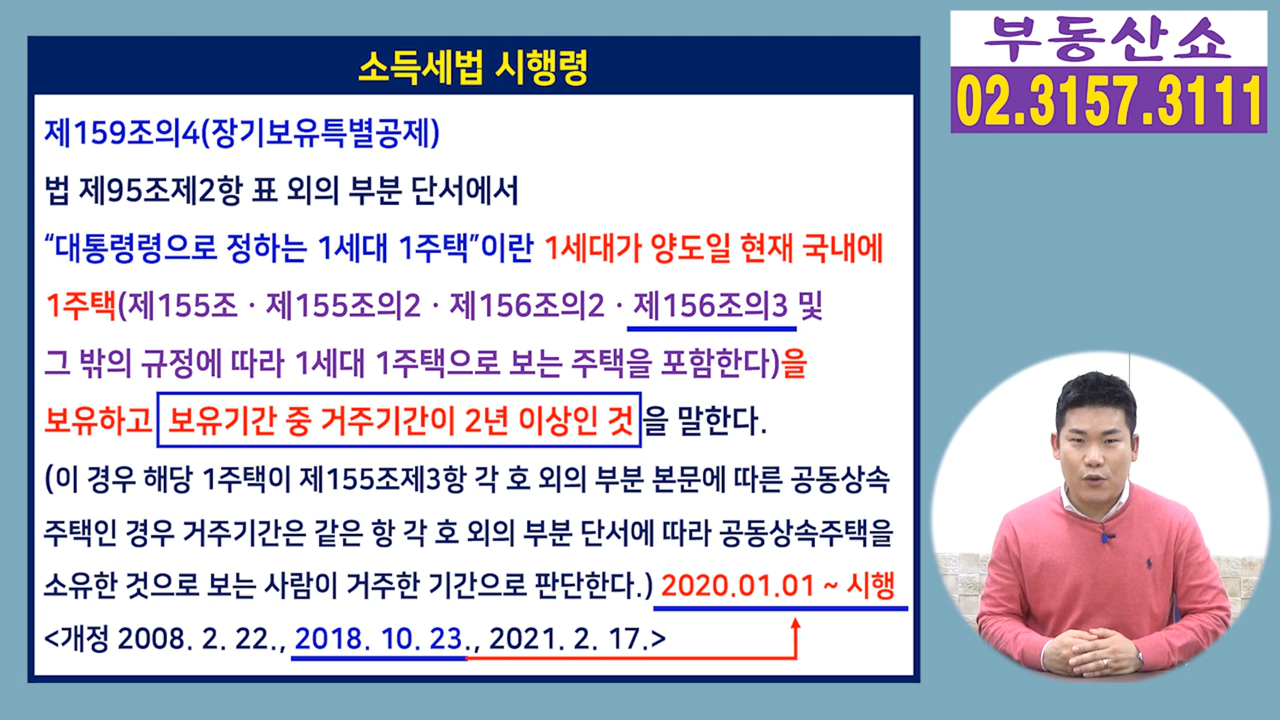 소득세법 시행령
부동산쇼
02.3157.3111
제159조의4(장기보유특별공제)
법 제95조제2항 표 외의 부분 단서에서
“대통령령으로 정하는 1세대 1주택”이란 1세대가 양도일 현재 국내에
1주택(제155조 · 제155조의2 · 제156조의2 · 제156조의3 및
그 밖의 규정에 따라 1세대 1주택으로 보는 주택을 포함한다)을
보유하고 보유기간 중 거주기간이 2년 이상인 것을 말한다.
(이 경우 해당 1주택이 제155조제3항 각 호 외의 부분 본문에 따른 공동상속
주택인 경우 거주기간은 같은 항 각 호 외의 부분 단서에 따라 공동상속주택을
소유한 것으로 보는 사람이 거주한 기간으로 판단한다.) 2020.01.01 ~ 시행
<개정 2008. 2. 22., 2018. 10. 23., 2021. 2. 17.>